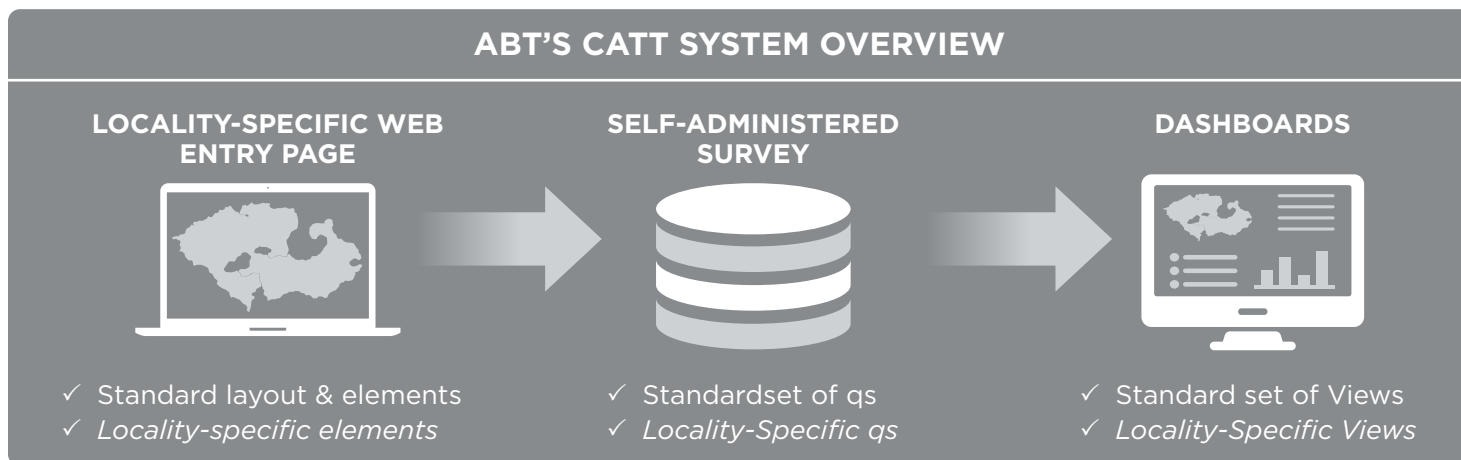 ABT’S CATT SYSTEM OVERVIEW
LOCALITY-SPECIFIC WEB
ENTRY PAGE
✓ Standard layout & elements
✓ Locality-specific elements
SELF-ADMINISTERED
SURVEY
✓ Standardset of qs
✓ Locality-Specific qs
DASHBOARDS
✓ Standard set of Views
✓ Locality-Specific Views